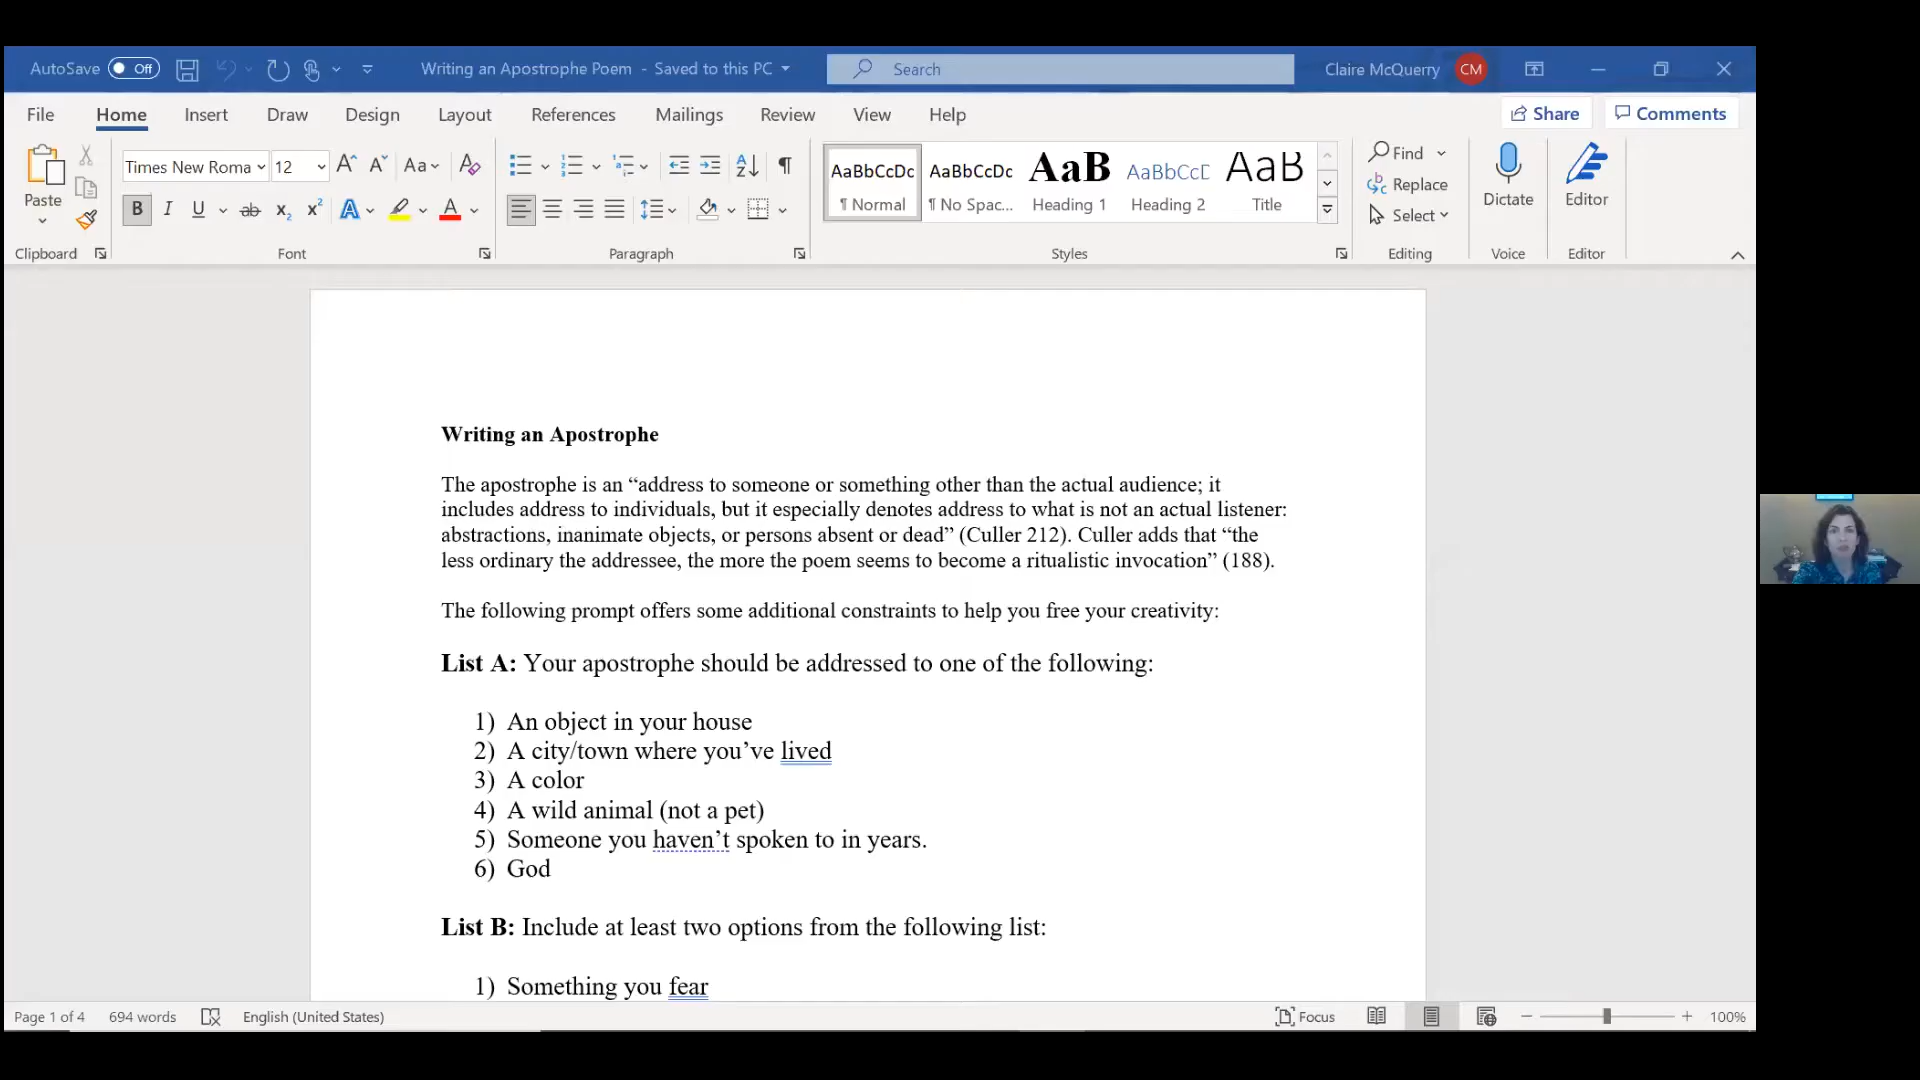 AutoSave Off Writing an Apostrophe Poem - Saved to this PC Search Claire McQuerry CM
File Home Insert Draw Design Layout References Mailings Review View Help Share Comments
Times New Roma 12 Aa AaBbCcDc AaBbCcDc AaB AaBbCcE AaB Find
Paste Replace Dictate Editor
B I U ab x₂ x² A A ¶ Normal ¶ No Spac... Heading 1 Heading 2 Title Select
Clipboard Font Paragraph Styles Editing Voice Editor
Writing an Apostrophe
The apostrophe is an “address to someone or something other than the actual audience; it
includes address to individuals, but it especially denotes address to what is not an actual listener:
abstractions, inanimate objects, or persons absent or dead” (Culler 212). Culler adds that “the
less ordinary the addressee, the more the poem seems to become a ritualistic invocation” (188).
The following prompt offers some additional constraints to help you free your creativity:
List A: Your apostrophe should be addressed to one of the following:
1) An object in your house
2) A city/town where you’ve lived
3) A color
4) A wild animal (not a pet)
5) Someone you haven’t spoken to in years.
6) God
List B: Include at least two options from the following list:
1) Something you fear
Page 1 of 4 694 words English (United States) Focus 100%